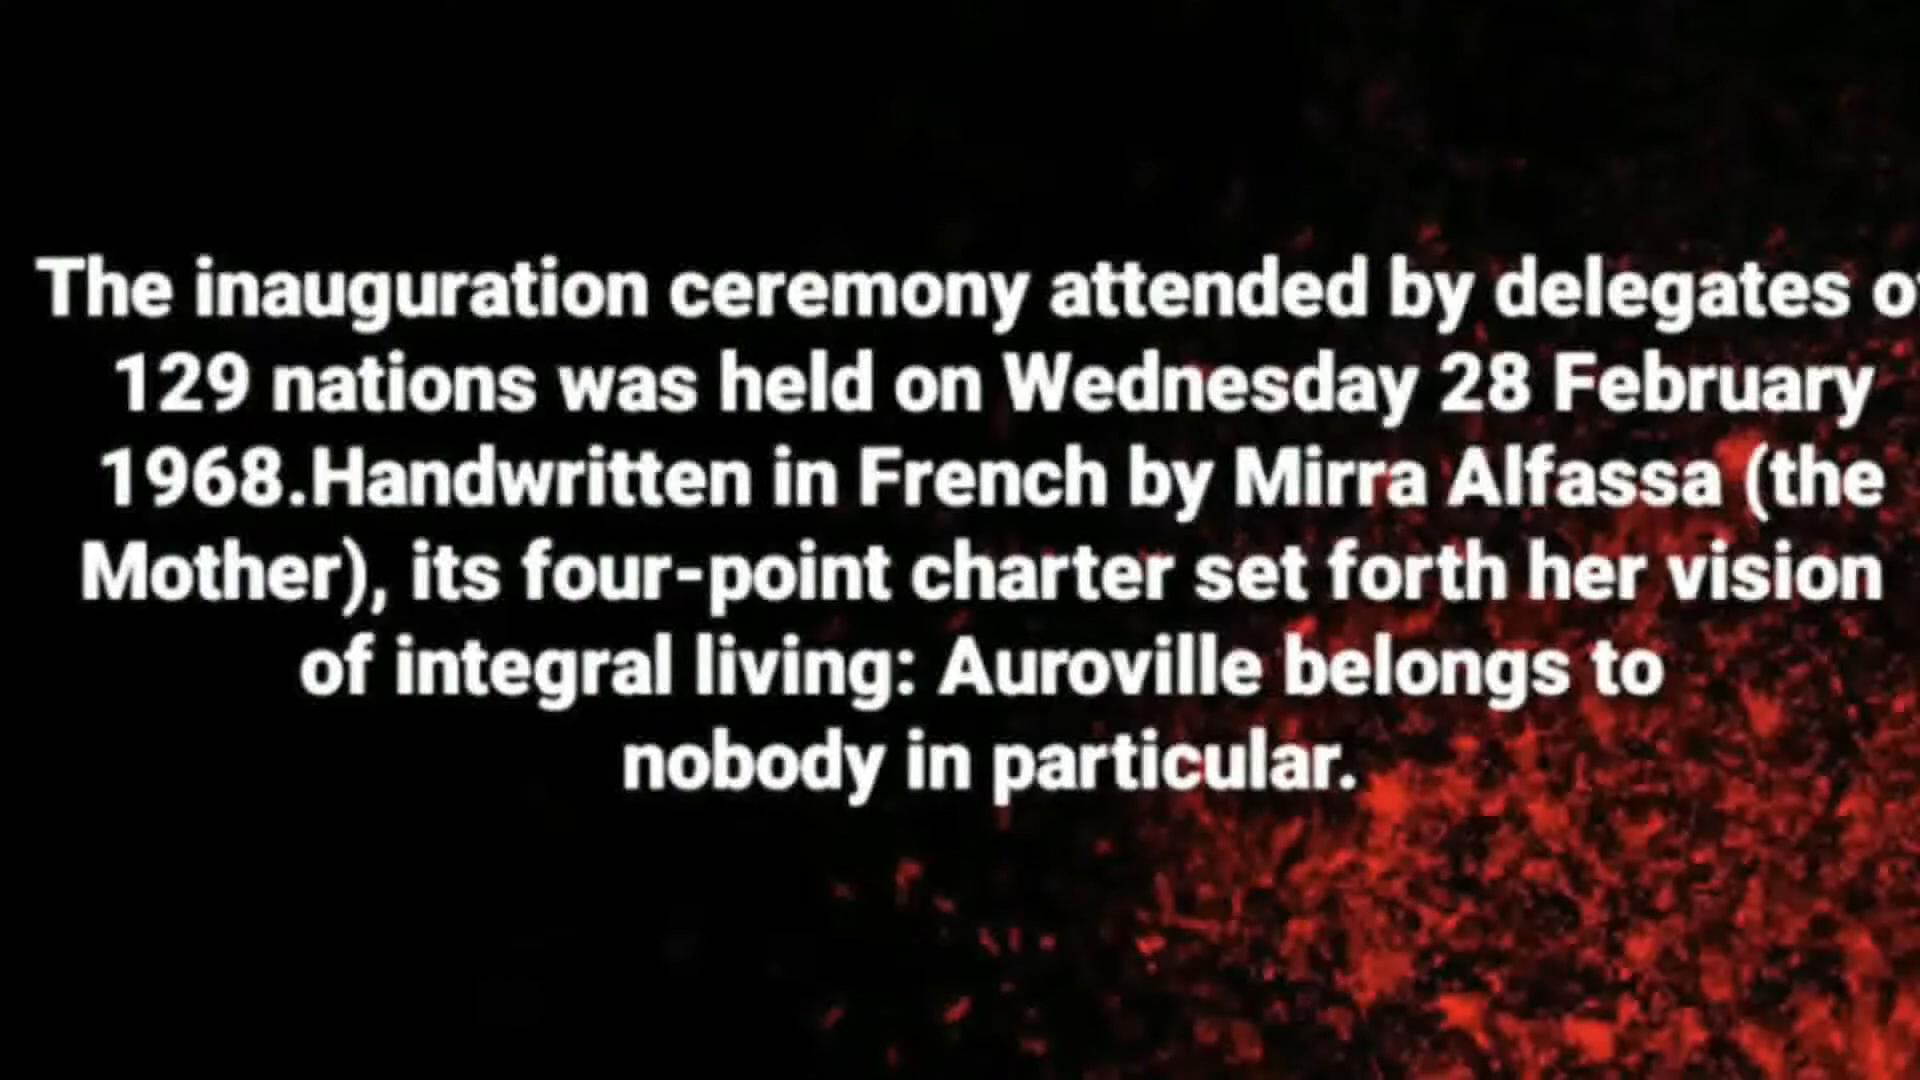 The inauguration ceremony attended by delegates of
129 nations was held on Wednesday 28 February
1968.Handwritten in French by Mirra Alfassa (the
Mother), its four-point charter set forth her vision
of integral living: Auroville belongs to
nobody in particular.